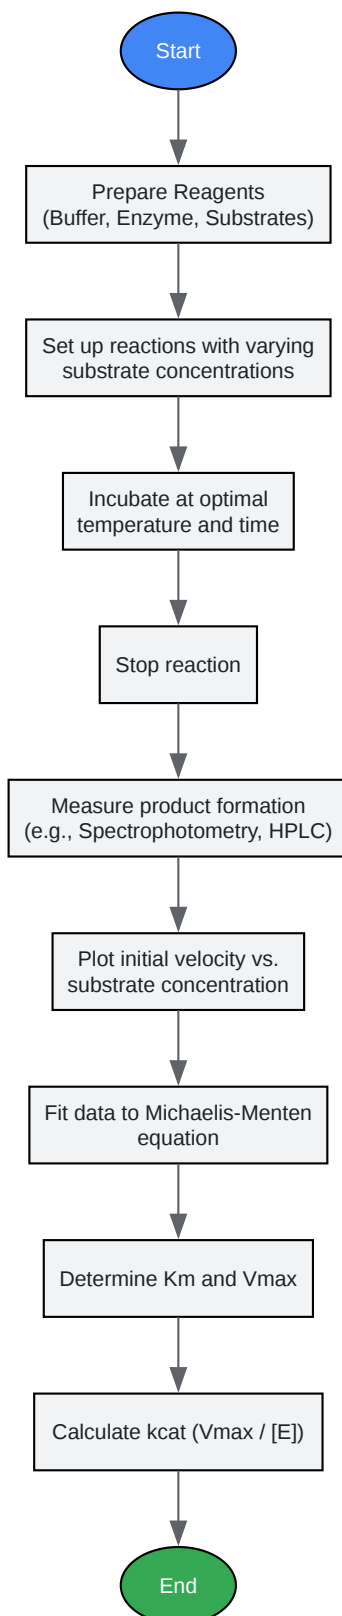 Start
Prepare Reagents
(Buffer, Enzyme, Substrates)
Set up reactions with varying
substrate concentrations
Incubate at optimal
temperature and time
Stop reaction
Measure product formation
(e.g., Spectrophotometry, HPLC)
Plot initial velocity vs.
substrate concentration
Fit data to Michaelis-Menten
equation
Determine Km and Vmax
Calculate kcat (Vmax / [E])
End